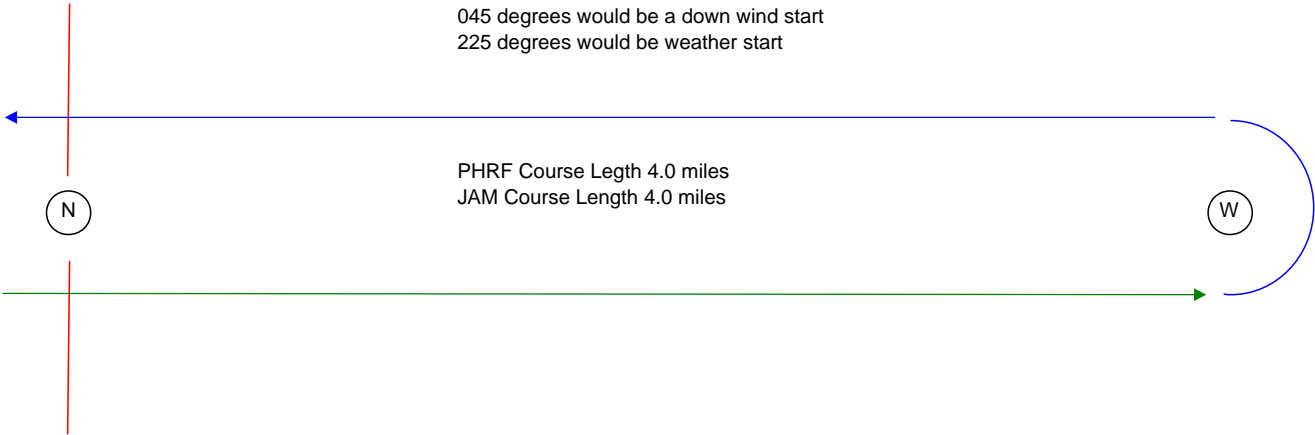 045 degrees would be a down wind start
225 degrees would be weather start
PHRF Course Legth 4.0 miles
JAM Course Length 4.0 miles
N
W